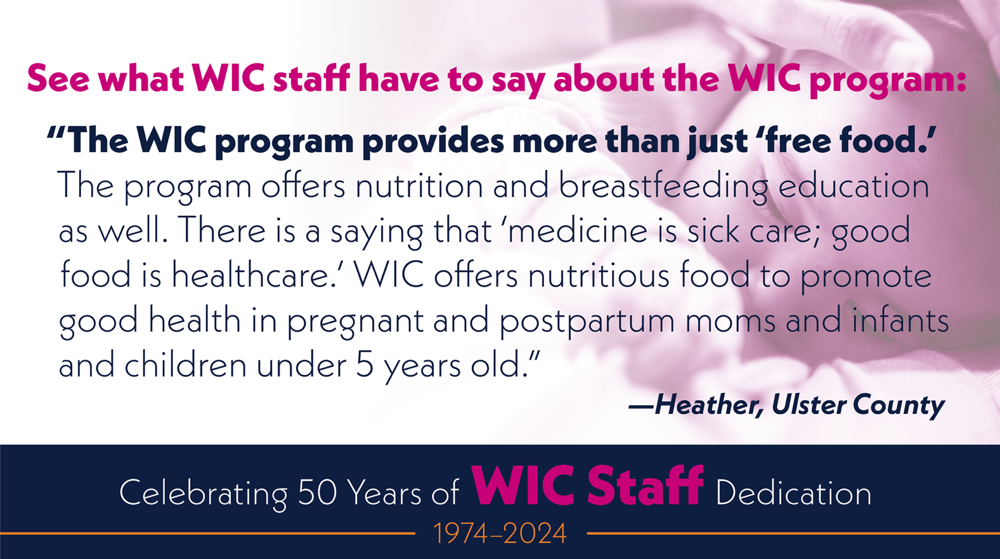 See what WIC staff have to say about the WIC program:
“The WIC program provides more than just ‘free food.’
The program offers nutrition and breastfeeding education
as well. There is a saying that ‘medicine is sick care; good
food is healthcare.’ WIC offers nutritious food to promote
good health in pregnant and postpartum moms and infants
and children under 5 years old.”
—Heather, Ulster County
Celebrating 50 Years of WIC Staff Dedication
1974–2024